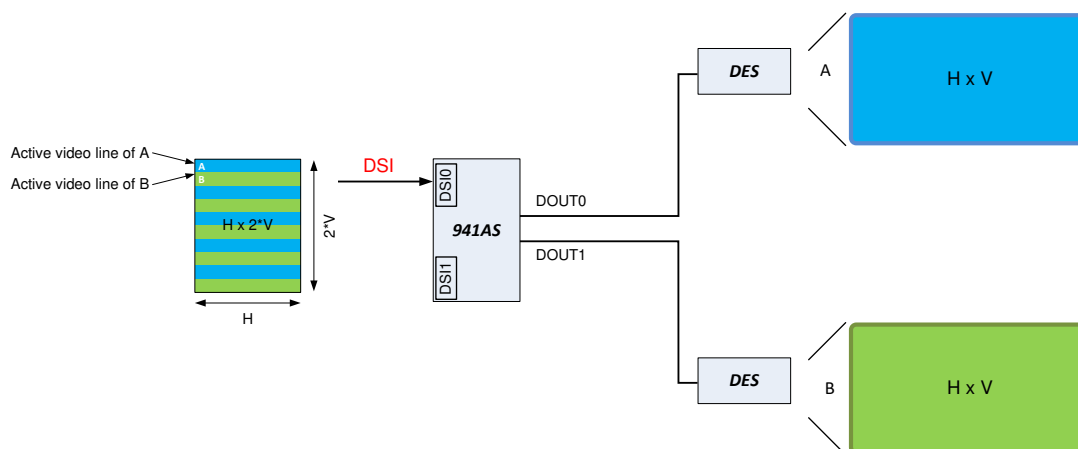 DES
A
H x V
Active video line of A
Active video line of B
A
B
H x 2*V
2*V
H
DSI
DSI0
941AS
DSI1
DOUT0
DOUT1
DES
B
H x V